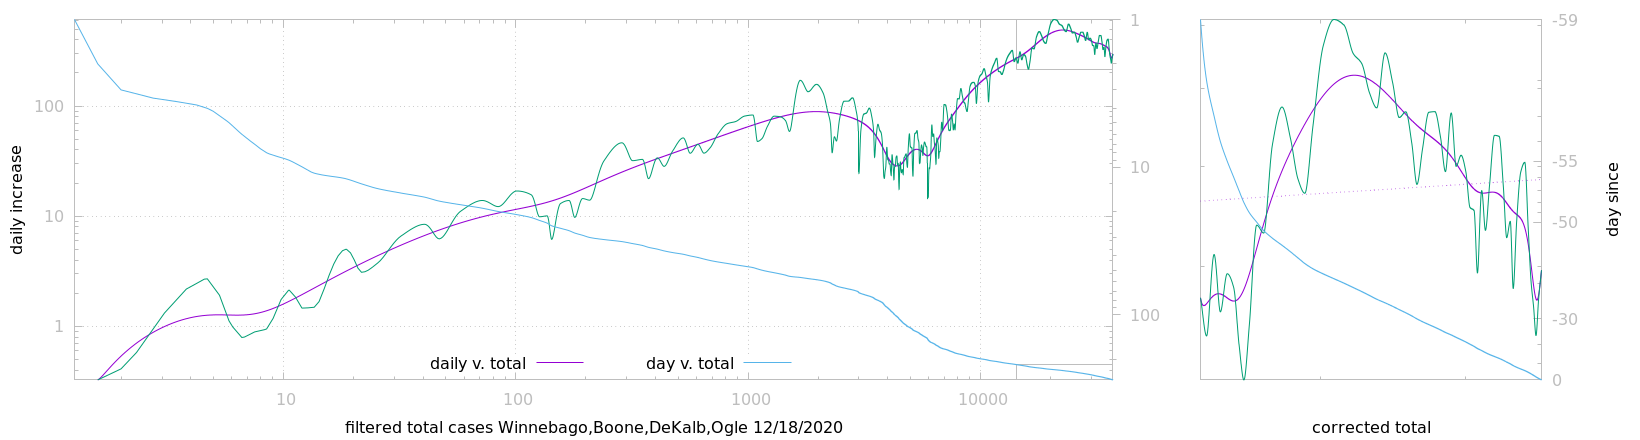 daily increase
100
10
1
10
100
1000
10000
filtered total cases Winnebago,Boone,DeKalb,Ogle 12/18/2020
daily v. total
day v. total
1
10
100
-59
-55
-50
-30
0
day since
corrected total